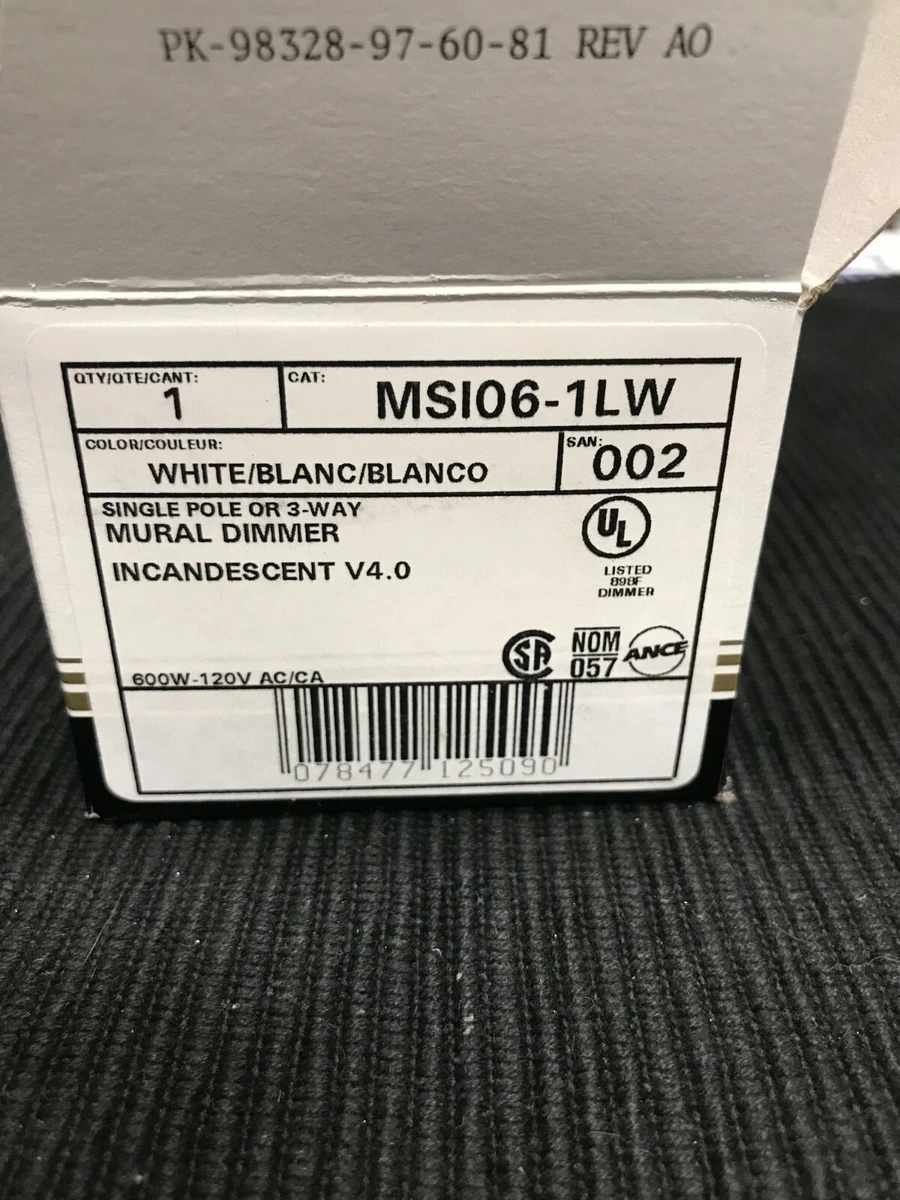 PK-98328-97-60-81 REV AO
QTY/QTE/CANT:
1
CAT:
MSI06-1LW
COLOR/COULEUR:
WHITE/BLANC/BLANCO
SAN:
002
SINGLE POLE OR 3-WAY
MURAL DIMMER
INCANDESCENT V4.0
UL
LISTED
898F
DIMMER
SA
NOM
057
ANCE
600W-120V AC/CA
078477 125090